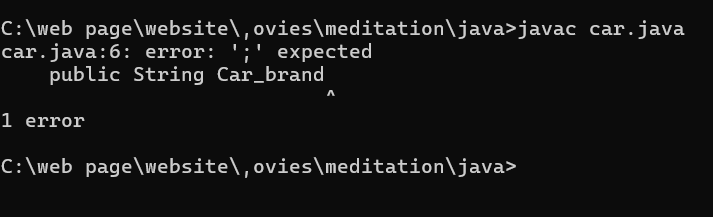 C:\web page\website\,ovies\meditation\java>javac car.java
car.java:6: error: ';' expected
    public String Car_brand
                           ^
1 error
C:\web page\website\,ovies\meditation\java>